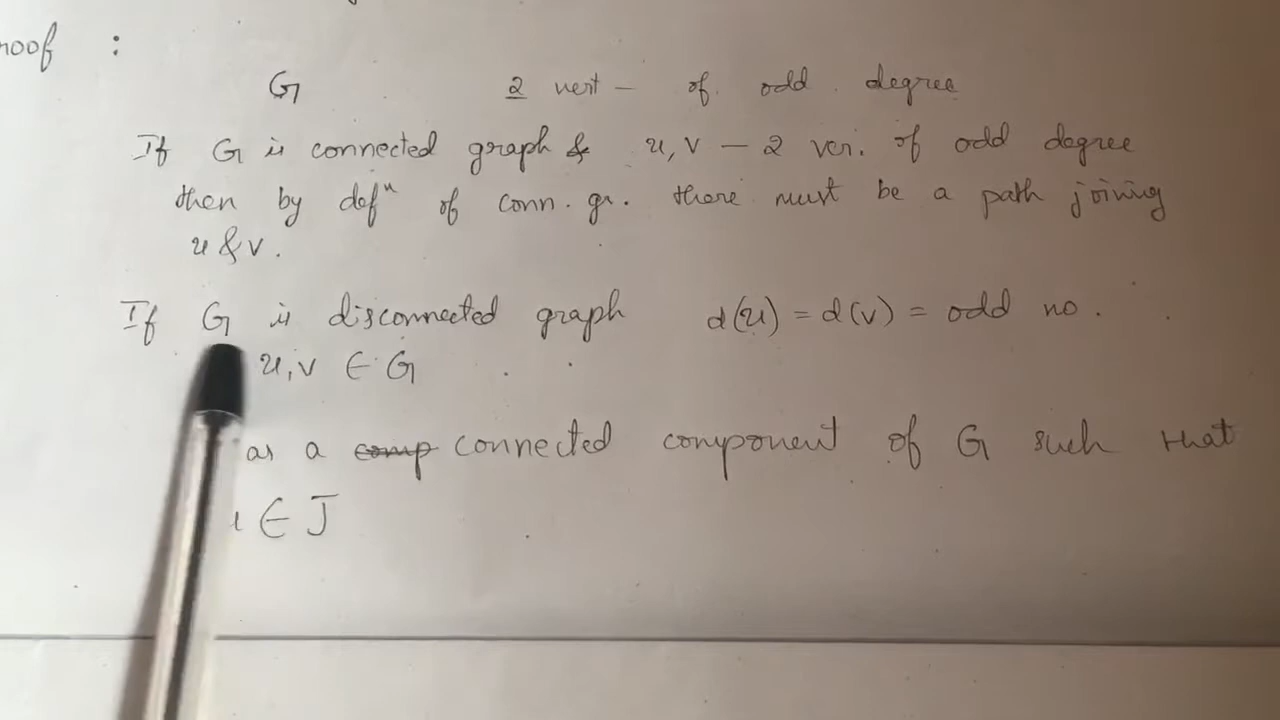 :
G 2 vert - of odd degree
If G is connected graph & u, v - 2 ver. of odd degree
then by defⁿ of conn. gr. there must be a path joining
u & v.
If G is disconnected graph d(u) = d(v) = odd no.
u, v ∈ G
as a comp connected component of G such that
∈ J